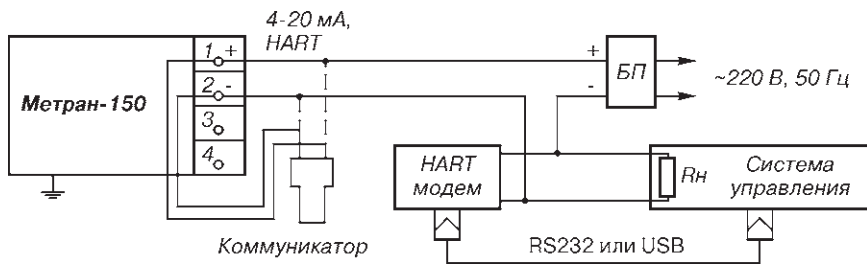 4-20 мА,
HART
Метран-150
1 +
2 -
3
4
+
-
БП
~220 В, 50 Гц
HART
модем
Rн
Система
управления
Коммуникатор
RS232 или USB